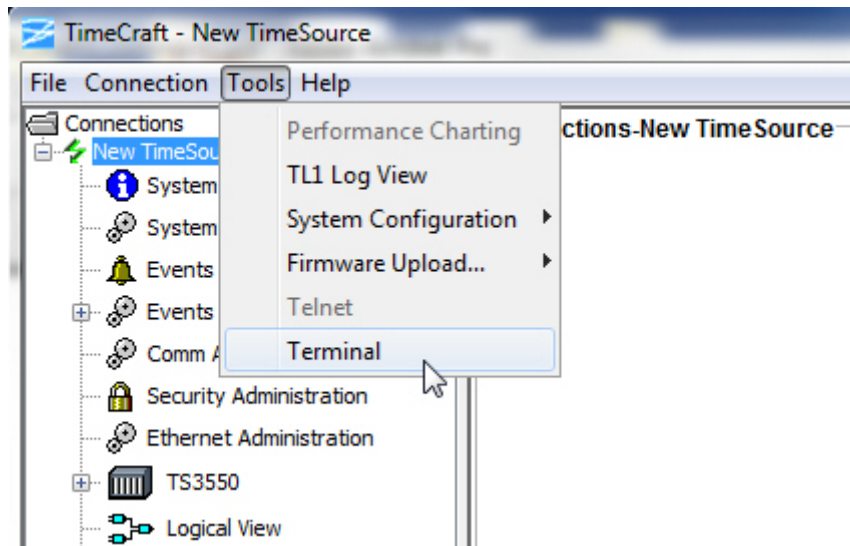 TimeCraft - New TimeSource
File Connection Tools Help
Connections
New TimeSou
System
System
Events
Events
Comm A
Security Administration
Ethernet Administration
TS3550
Logical View
Performance Charting
TL1 Log View
System Configuration
Firmware Upload...
Telnet
Terminal
ctions-New TimeSource